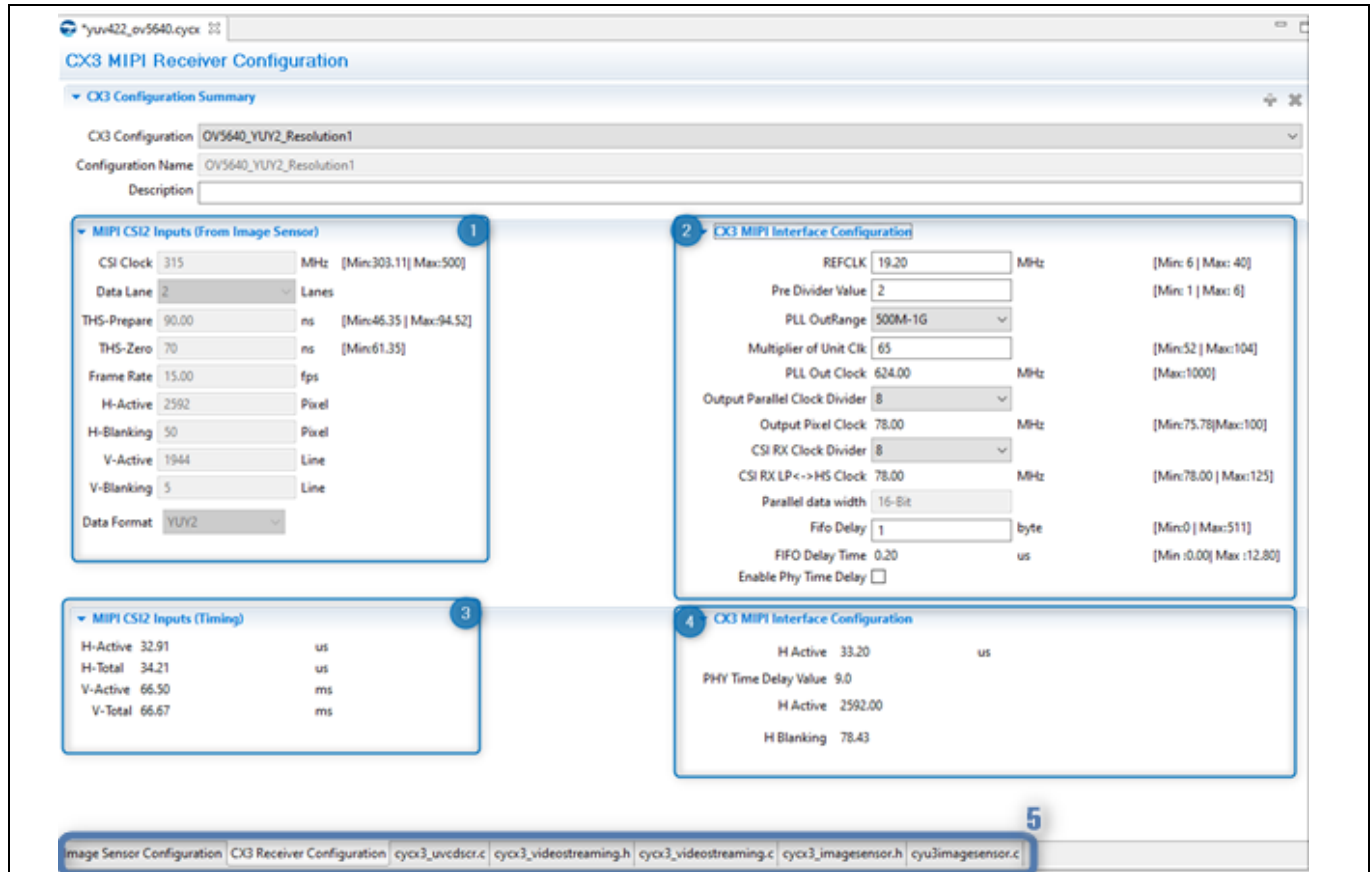 *yuv422_ov5640.cycx
CX3 MIPI Receiver Configuration
CX3 Configuration Summary
CX3 Configuration OV5640_YUY2_Resolution1
Configuration Name OV5640_YUY2_Resolution1
Description
MIPI CSI2 Inputs (From Image Sensor) 1
CSI Clock 315 MHz [Min:303.11| Max:500]
Data Lane 2 Lanes
THS-Prepare 90.00 ns [Min:46.35 | Max:94.52]
THS-Zero 70 ns [Min:61.35]
Frame Rate 15.00 fps
H-Active 2592 Pixel
H-Blanking 50 Pixel
V-Active 1944 Line
V-Blanking 5 Line
Data Format YUY2
2 CX3 MIPI Interface Configuration
REFCLK 19.20 MHz [Min: 6 | Max: 40]
Pre Divider Value 2 [Min: 1 | Max: 6]
PLL OutRange 500M-1G
Multiplier of Unit Clk 65 [Min:52 | Max:104]
PLL Out Clock 624.00 MHz [Max:1000]
Output Parallel Clock Divider 8
Output Pixel Clock 78.00 MHz [Min:75.78|Max:100]
CSI RX Clock Divider 8
CSI RX LP<->HS Clock 78.00 MHz [Min:78.00 | Max:125]
Parallel data width 16-Bit
Fifo Delay 1 byte [Min:0 | Max:511]
FIFO Delay Time 0.20 us [Min :0.00| Max :12.80]
Enable Phy Time Delay
MIPI CSI2 Inputs (Timing) 3
H-Active 32.91 us
H-Total 34.21 us
V-Active 66.50 ms
V-Total 66.67 ms
4 CX3 MIPI Interface Configuration
H Active 33.20 us
PHY Time Delay Value 9.0
H Active 2592.00
H Blanking 78.43
5
Image Sensor Configuration CX3 Receiver Configuration cycx3_uvcdscr.c cycx3_videostreaming.h cycx3_videostreaming.c cycx3_imagesensor.h cyu3imagesensor.c